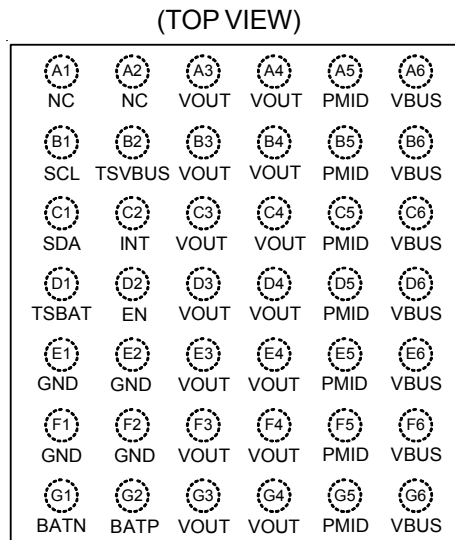 (TOP VIEW)
A1 A2 A3 A4 A5 A6
NC NC VOUT VOUT PMID VBUS
B1 B2 B3 B4 B5 B6
SCL TSVBUS VOUT VOUT PMID VBUS
C1 C2 C3 C4 C5 C6
SDA INT VOUT VOUT PMID VBUS
D1 D2 D3 D4 D5 D6
TSBAT EN VOUT VOUT PMID VBUS
E1 E2 E3 E4 E5 E6
GND GND VOUT VOUT PMID VBUS
F1 F2 F3 F4 F5 F6
GND GND VOUT VOUT PMID VBUS
G1 G2 G3 G4 G5 G6
BATN BATP VOUT VOUT PMID VBUS